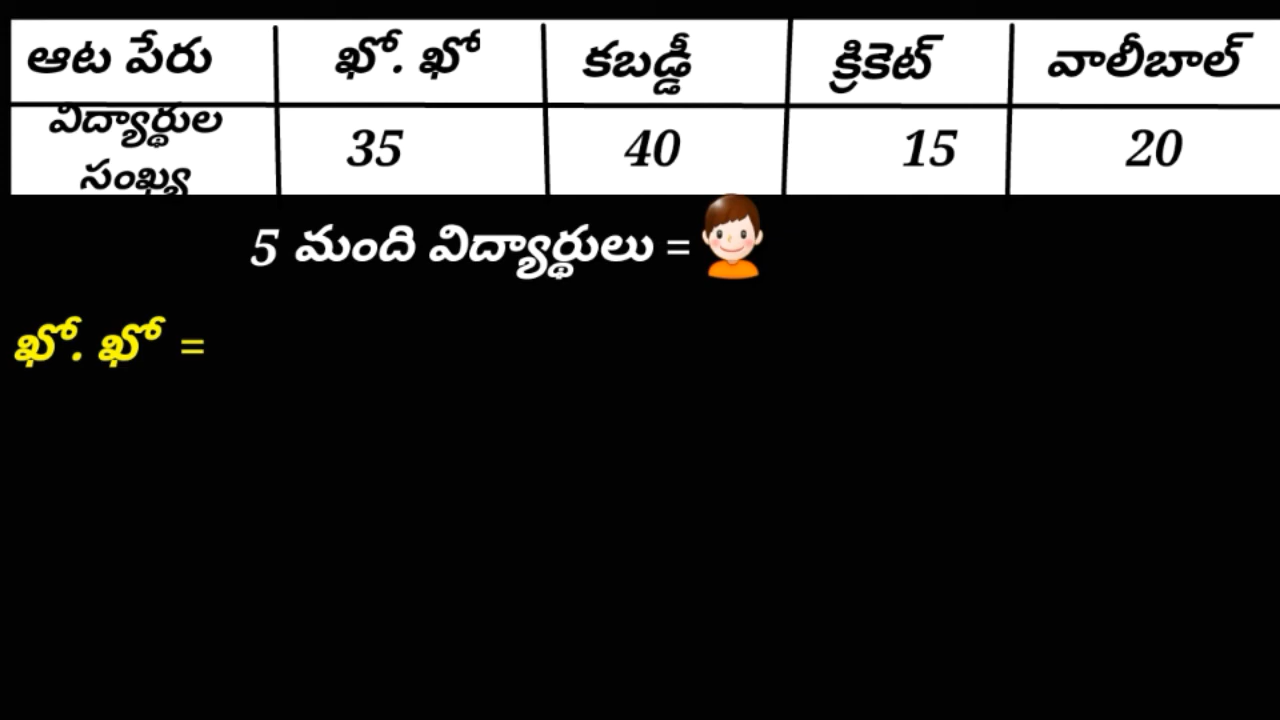 ఆట పేరు ఖో. ఖో కబడ్డీ క్రికెట్ వాలీబాల్
విద్యార్థుల
సంఖ్య 35 40 15 20
5 మంది విద్యార్థులు =
ఖో. ఖో =